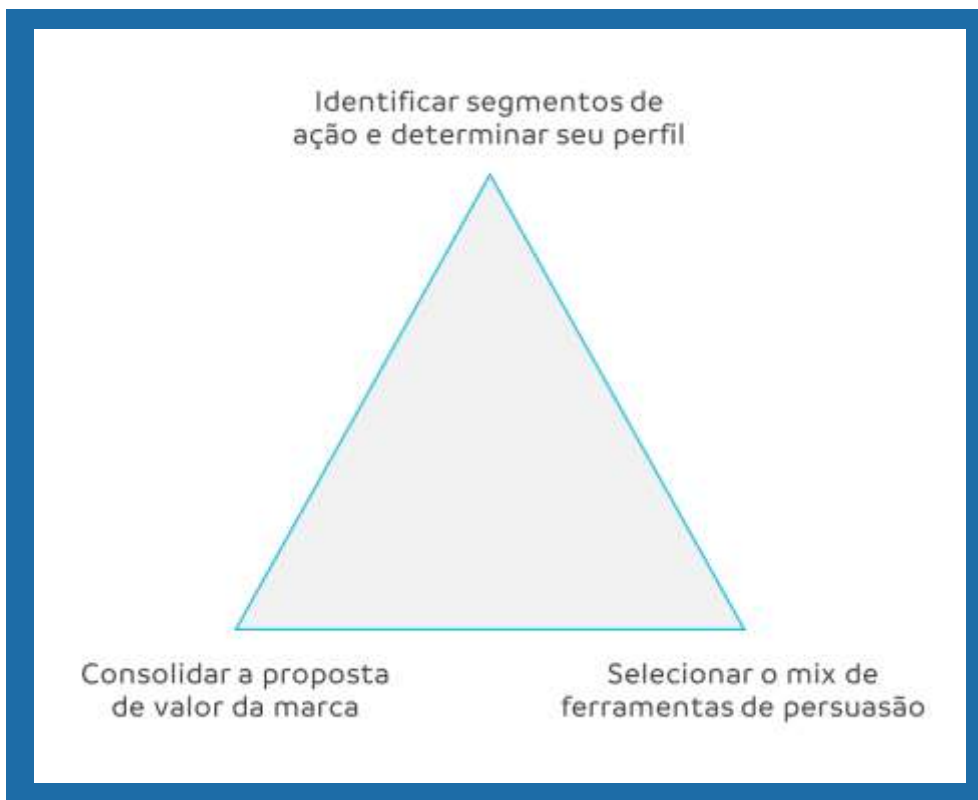 Identificar segmentos de
ação e determinar seu perfil
Consolidar a proposta
de valor da marca
Selecionar o mix de
ferramentas de persuasão